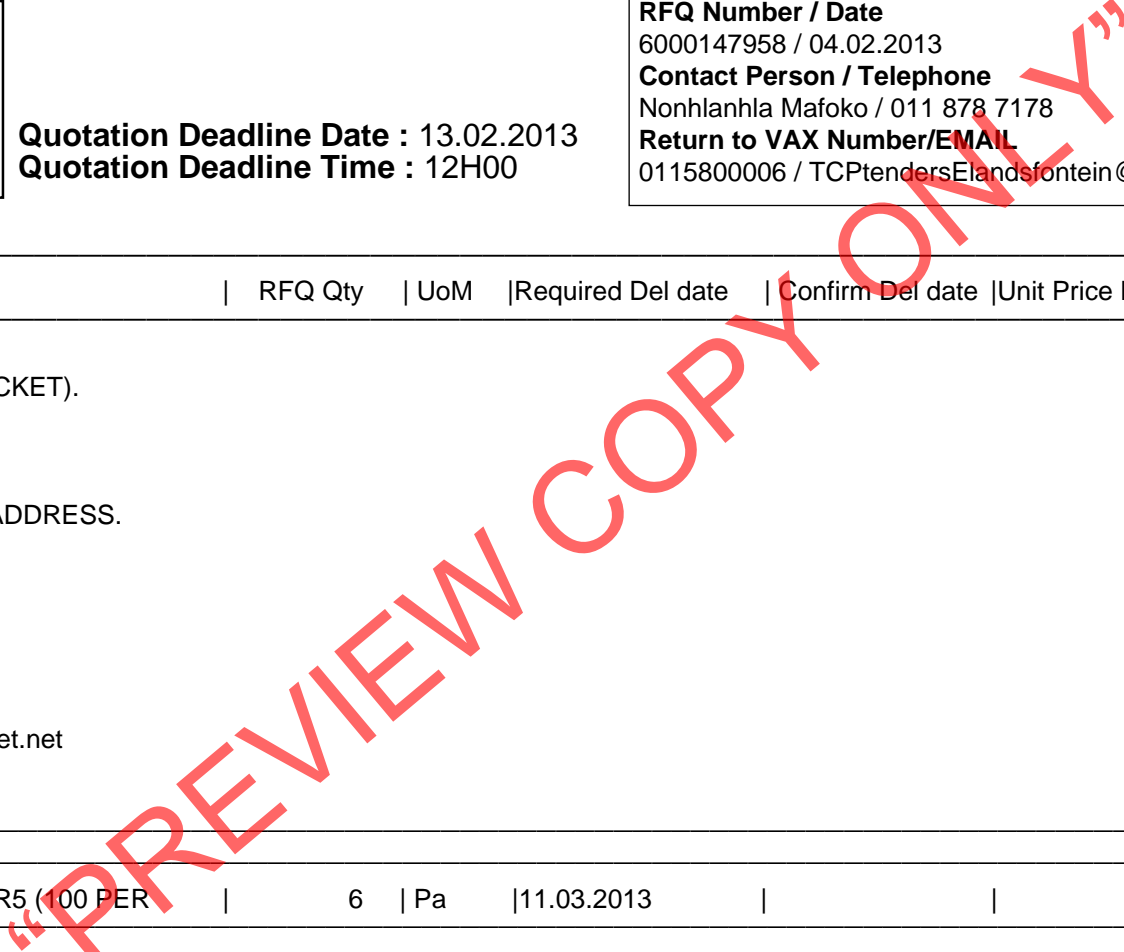 RFQ Number / Date
6000147958 / 04.02.2013
Contact Person / Telephone
Nonhlanhla Mafoko / 011 878 7178
Return to VAX Number/EMAIL
0115800006 / TCPtendersElandsfontein@
Quotation Deadline Date : 13.02.2013
Quotation Deadline Time : 12H00
| RFQ Qty | UoM |Required Del date | Confirm Del date |Unit Price
CKET).
ADDRESS.
et.net
R5 (100 PER | 6 | Pa |11.03.2013 | |
“PREVIEW COPY ONLY”